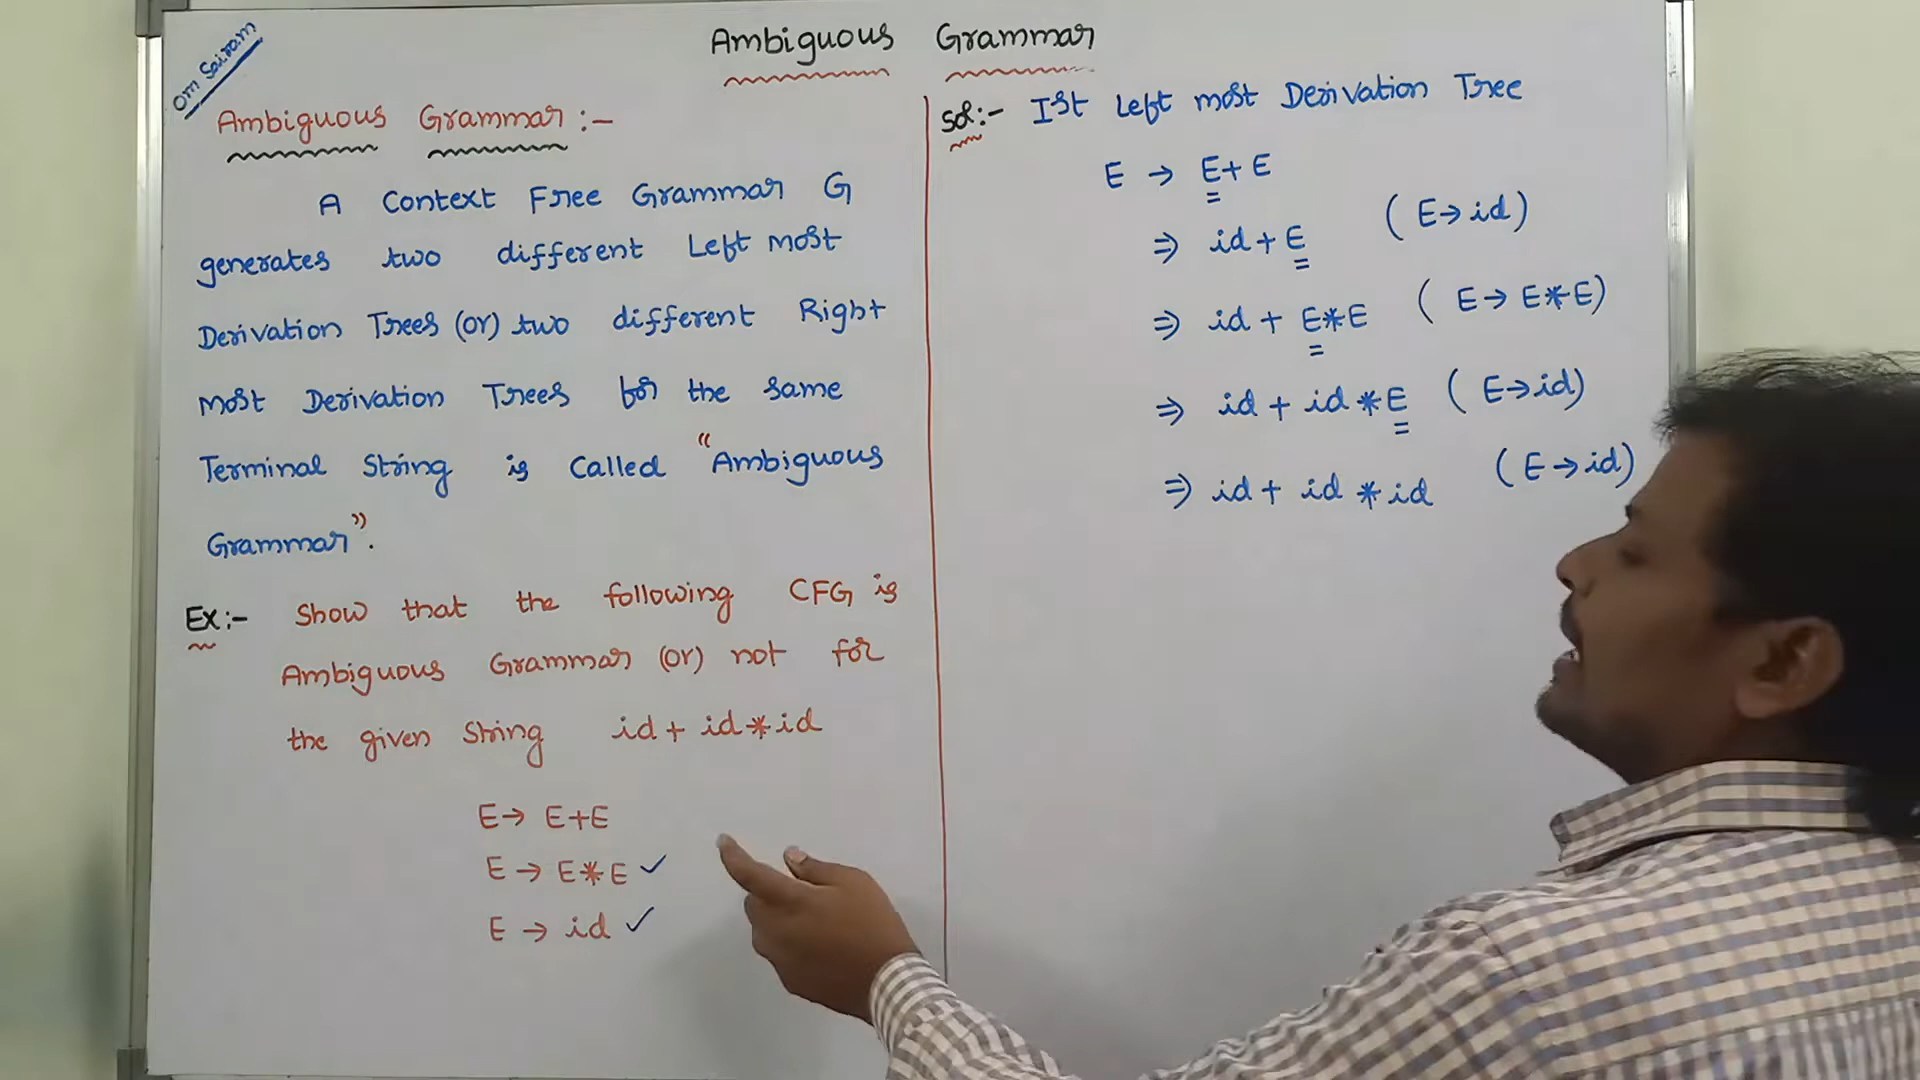 Ambiguous Grammar
Om Sairam
Ambiguous Grammar :-
A Context Free Grammar G
generates two different Left most
Derivation Trees (or) two different Right
most Derivation Trees for the same
Terminal String is called "Ambiguous
Grammar".
Ex:- Show that the following CFG is
Ambiguous Grammar (or) not for
the given string id + id * id
E → E+E
E → E*E ✓
E → id ✓
Sol:- Ist Left most Derivation Tree
E → E+E
⇒ id + E (E→id)
⇒ id + E*E (E→E*E)
⇒ id + id *E (E→id)
⇒ id + id * id (E→id)